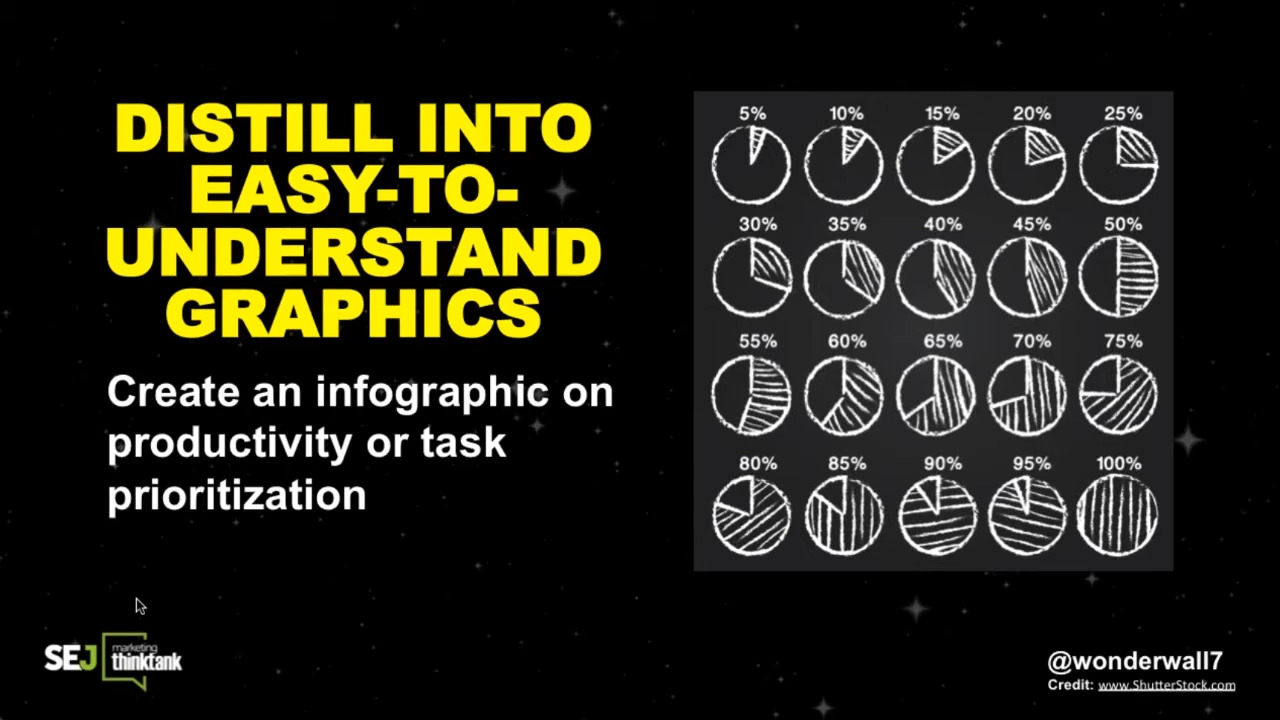 DISTILL INTO
EASY-TO-
UNDERSTAND
GRAPHICS
Create an infographic on
productivity or task
prioritization
5% 10% 15% 20% 25%
30% 35% 40% 45% 50%
55% 60% 65% 70% 75%
80% 85% 90% 95% 100%
SEJ marketing
thinktank
@wonderwall7
Credit: www.ShutterStock.com